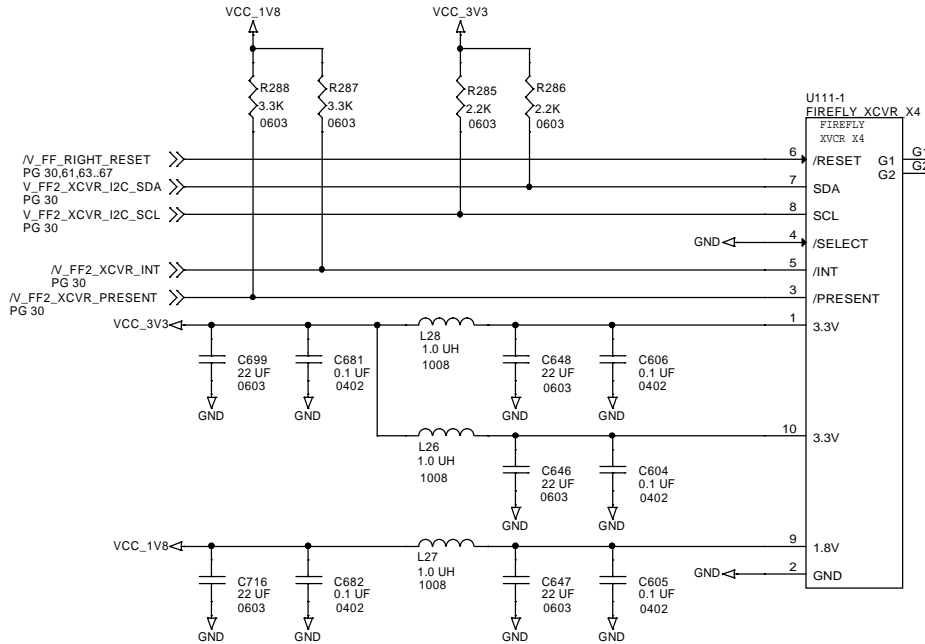 VCC_1V8
VCC_3V3
R288
3.3K
0603
R287
3.3K
0603
R285
2.2K
0603
R286
2.2K
0603
U111-1
FIREFLY_XCVR_X4
FIREFLY
XVCR X4
/V_FF_RIGHT_RESET
PG 30,61,63..67
6
/RESET
G1
G1
V_FF2_XCVR_I2C_SDA
PG 30
7
SDA
G2
G2
V_FF2_XCVR_I2C_SCL
PG 30
8
SCL
GND
4
/SELECT
/V_FF2_XCVR_INT
PG 30
5
/INT
/V_FF2_XCVR_PRESENT
PG 30
3
/PRESENT
VCC_3V3
1
3.3V
L28
1.0 UH
1008
C699
22 UF
0603
GND
C681
0.1 UF
0402
GND
C648
22 UF
0603
GND
C606
0.1 UF
0402
GND
10
3.3V
L26
1.0 UH
1008
C646
22 UF
0603
GND
C604
0.1 UF
0402
GND
VCC_1V8
9
1.8V
L27
1.0 UH
1008
GND
2
GND
C716
22 UF
0603
GND
C682
0.1 UF
0402
GND
C647
22 UF
0603
GND
C605
0.1 UF
0402
GND